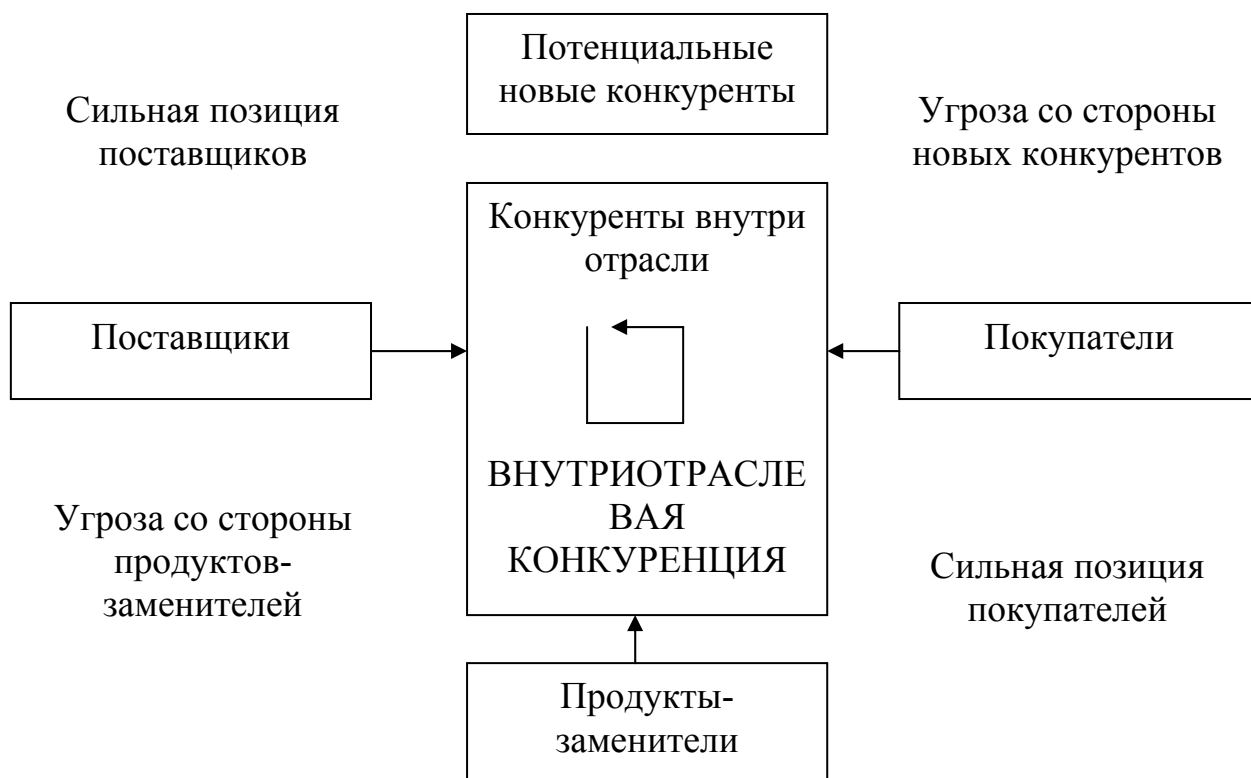 Потенциальные
новые конкуренты
Сильная позиция
поставщиков
Угроза со стороны
новых конкурентов
Конкуренты внутри
отрасли
Поставщики
Покупатели
ВНУТРИОТРАСЛЕ
ВАЯ
КОНКУРЕНЦИЯ
Угроза со стороны
продуктов-
заменителей
Сильная позиция
покупателей
Продукты-
заменители